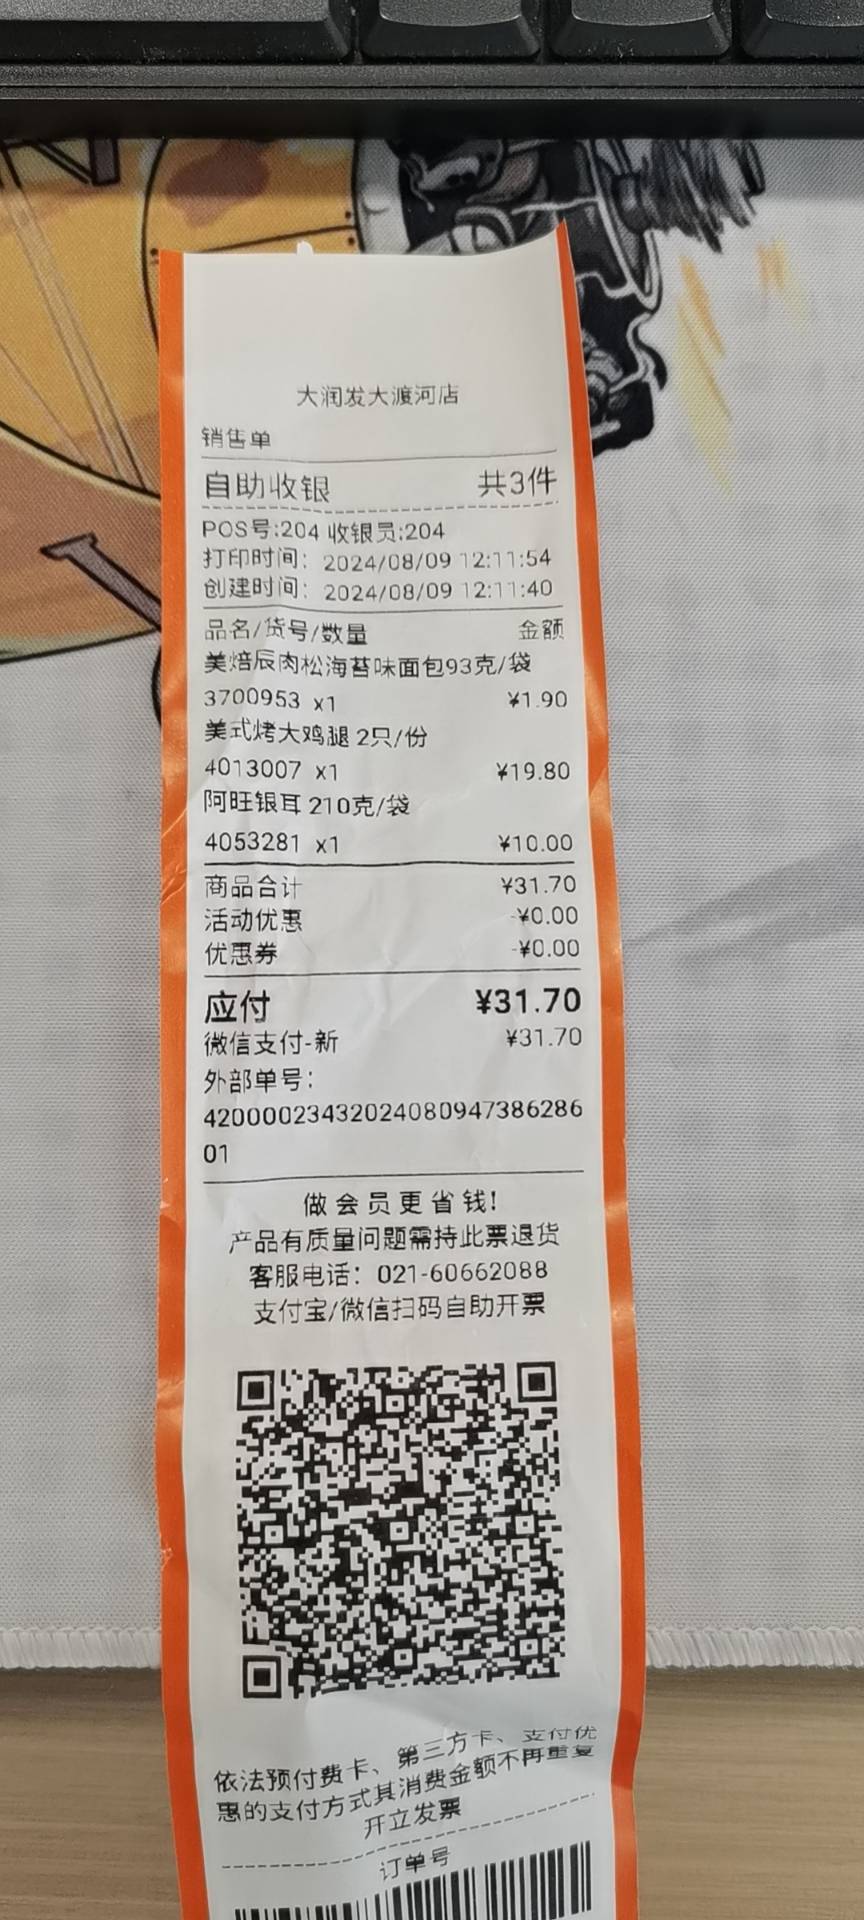 大润发大渡河店
销售单
自助收银 共3件
POS号:204 收银员:204
打印时间: 2024/08/09 12:11:54
创建时间: 2024/08/09 12:11:40
品名/货号/数量 金额
美焙辰肉松海苔味面包93克/袋
3700953 x1 ¥1.90
美式烤大鸡腿 2只/份
4013007 x1 ¥19.80
阿旺银耳 210克/袋
4053281 x1 ¥10.00
商品合计 ¥31.70
活动优惠 -¥0.00
优惠券 -¥0.00
应付 ¥31.70
微信支付-新 ¥31.70
外部单号:
42000023432024080947386286
01
做会员更省钱!
产品有质量问题需持此票退货
客服电话: 021-60662088
支付宝/微信扫码自助开票
依法预付费卡、第三方卡、支付优
惠的支付方式其消费金额不再重复
开立发票
订单号